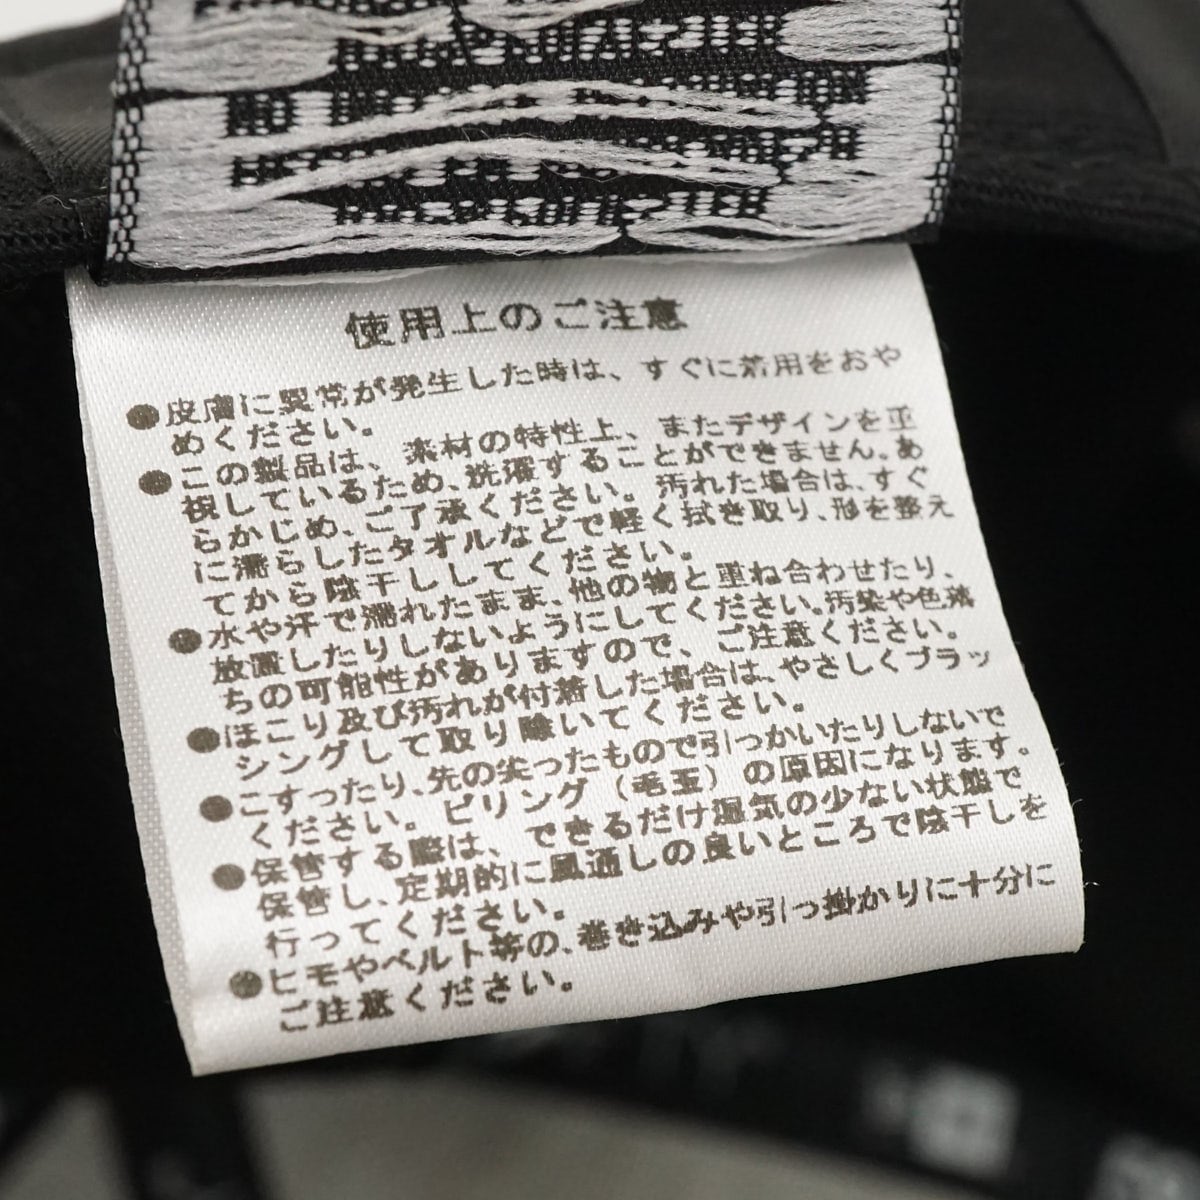 使用上のご注意
●皮膚に異常が発生した時は、すぐに着用をおや
めください。
●この製品は、素材の特性上、またデザインを重
視しているため、洗濯することができません。あ
らかじめ、ご了承ください。汚れた場合は、すぐ
に濡らしたタオルなどで軽く拭き取り、形を整え
てから陰干ししてください。
●水や汗で濡れたまま、他の物と重ね合わせたり、
放置したりしないようにしてください。汚染や色落
ちの可能性がありますので、ご注意ください。
●ほこり及び汚れが付着した場合は、やさしくブラッ
シングして取り除いてください。
●こすったり、先の尖ったもので引っかいたりしないで
ください。ピリング（毛玉）の原因になります。
●保管する際は、できるだけ湿気の少ない状態で
保管し、定期的に風通しの良いところで陰干しを
行ってください。
●ヒモやベルト等の、巻き込みや引っ掛かりに十分に
ご注意ください。